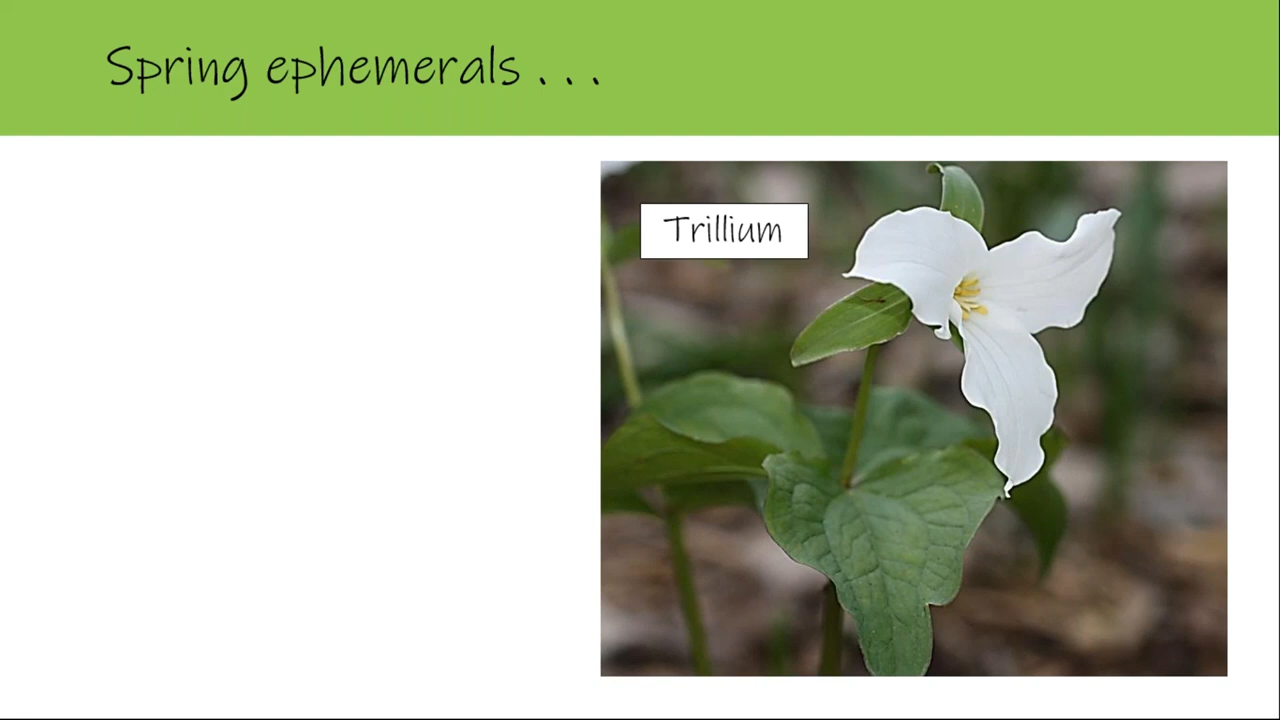 Spring ephemerals . . .
Trillium